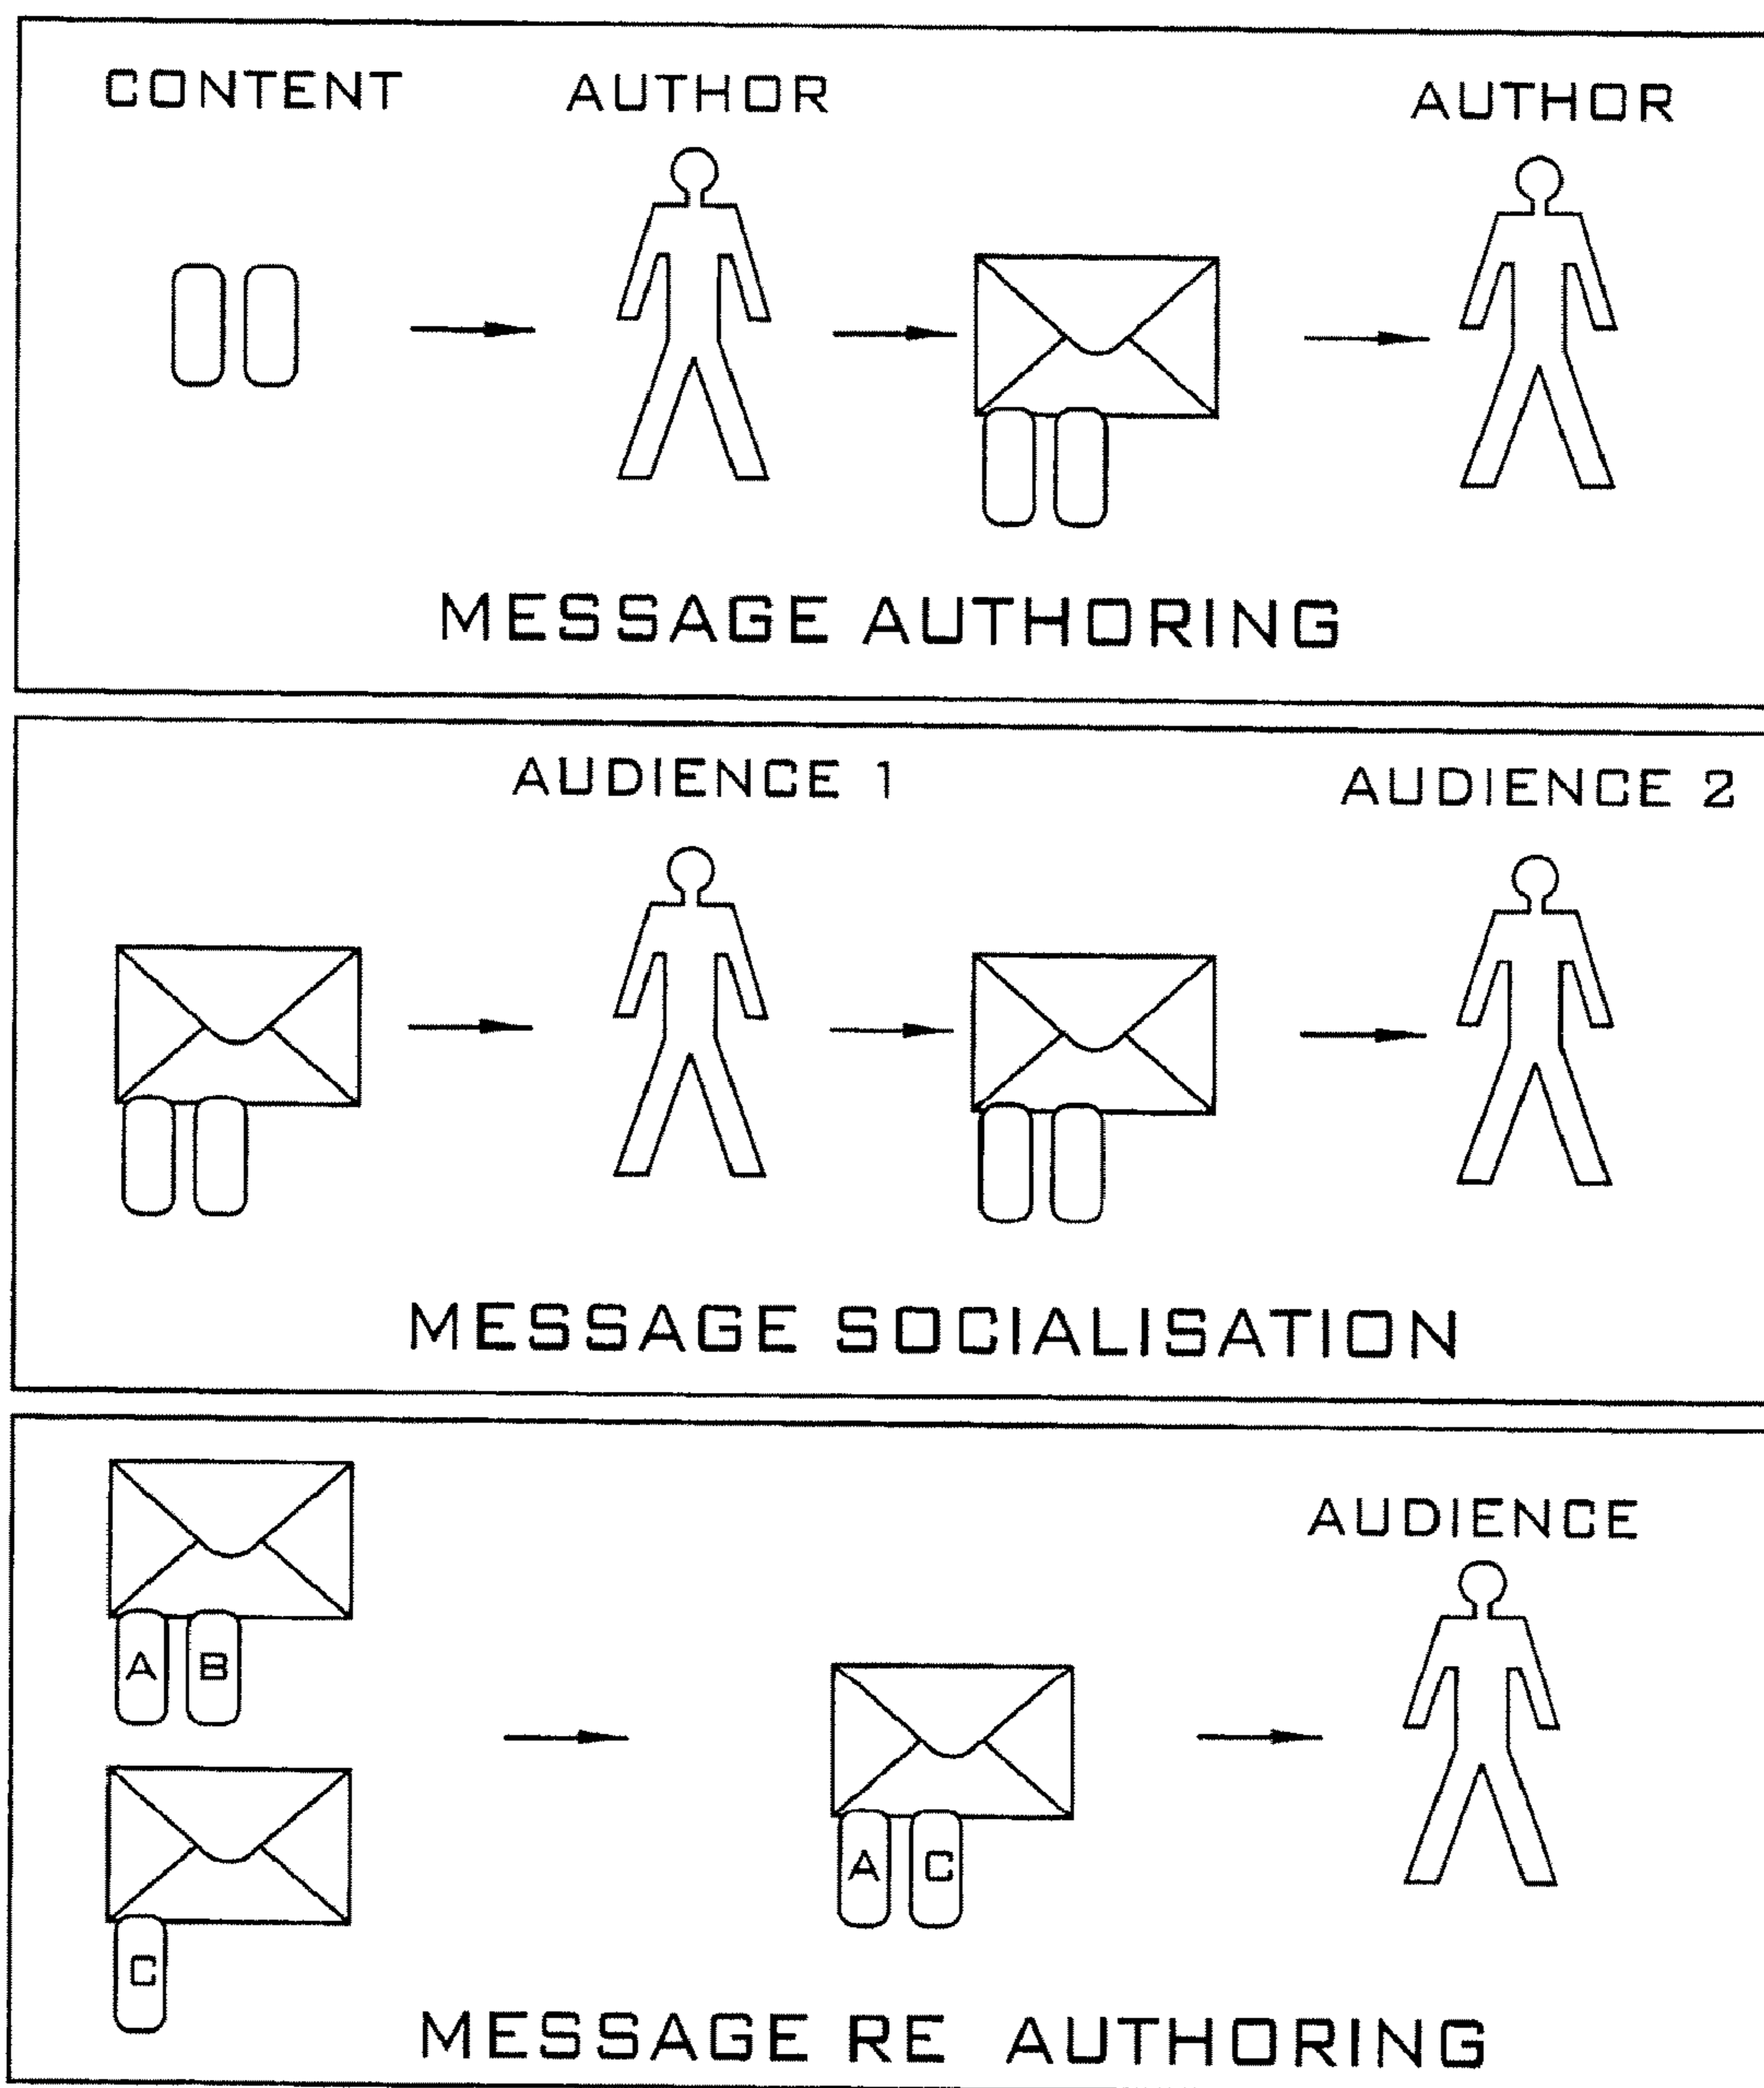 CONTENT AUTHOR AUTHOR
MESSAGE AUTHORING
AUDIENCE 1 AUDIENCE 2
MESSAGE SOCIALISATION
AUDIENCE
A B
A C
C
MESSAGE RE AUTHORING